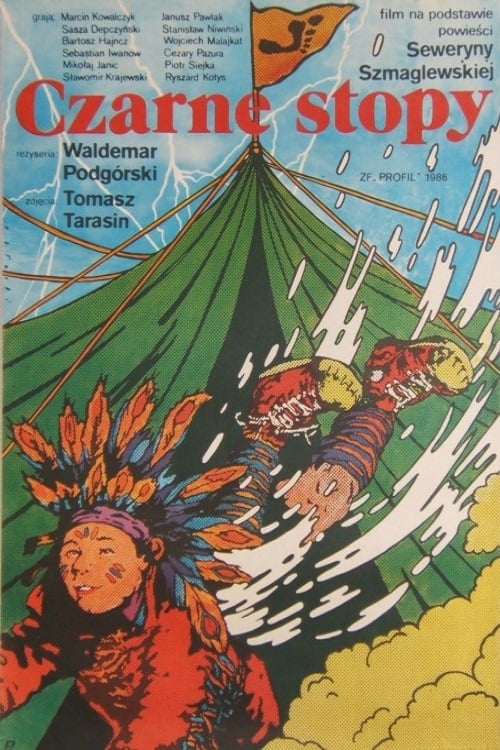 grają: Marcin Kowalczyk
Sasza Depczyński
Bartosz Hajncz
Sebastian Iwanow
Mikołaj Janic
Sławomir Krajewski
Janusz Pawlak
Stanisław Niwiński
Wojciech Malajkat
Cezary Pazura
Piotr Siejka
Ryszard Kotys
film na podstawie
powieści
Seweryny
Szmaglewskiej
Czarne stopy
reżyseria: Waldemar
Podgórski
zdjęcia: Tomasz
Tarasin
ZF. "PROFIL" 1986